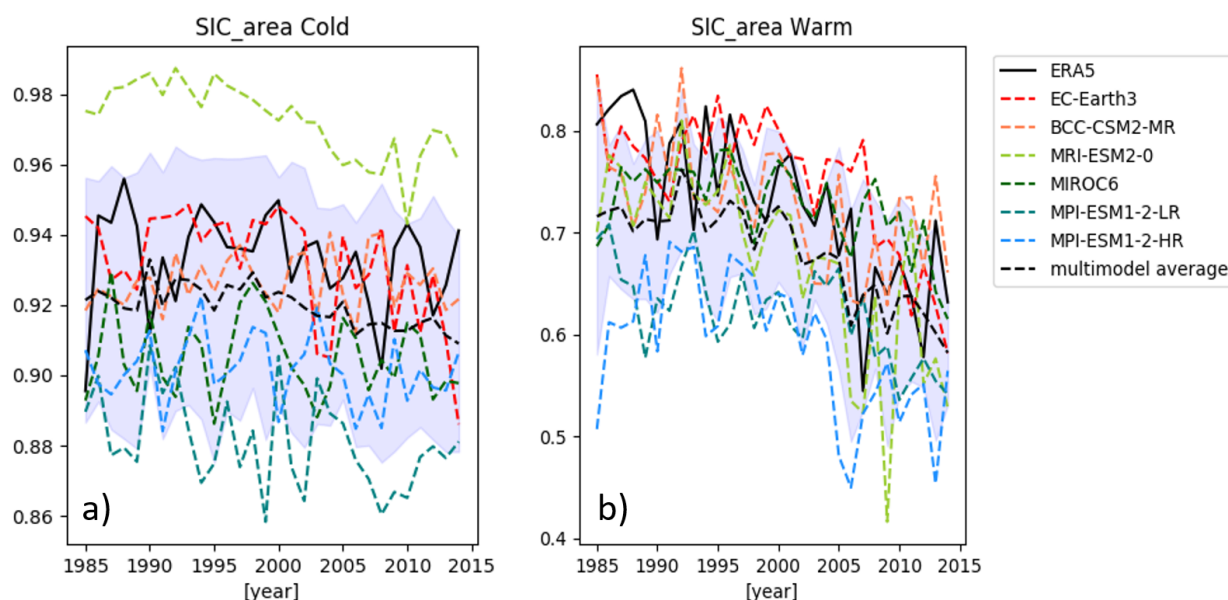 SIC_area Cold
0.98
0.96
0.94
0.92
0.90
0.88
0.86
a)
1985 1990 1995 2000 2005 2010 2015
[year]
SIC_area Warm
0.8
0.7
0.6
0.5
0.4
b)
1985 1990 1995 2000 2005 2010 2015
[year]
ERA5
EC-Earth3
BCC-CSM2-MR
MRI-ESM2-0
MIROC6
MPI-ESM1-2-LR
MPI-ESM1-2-HR
multimodel average